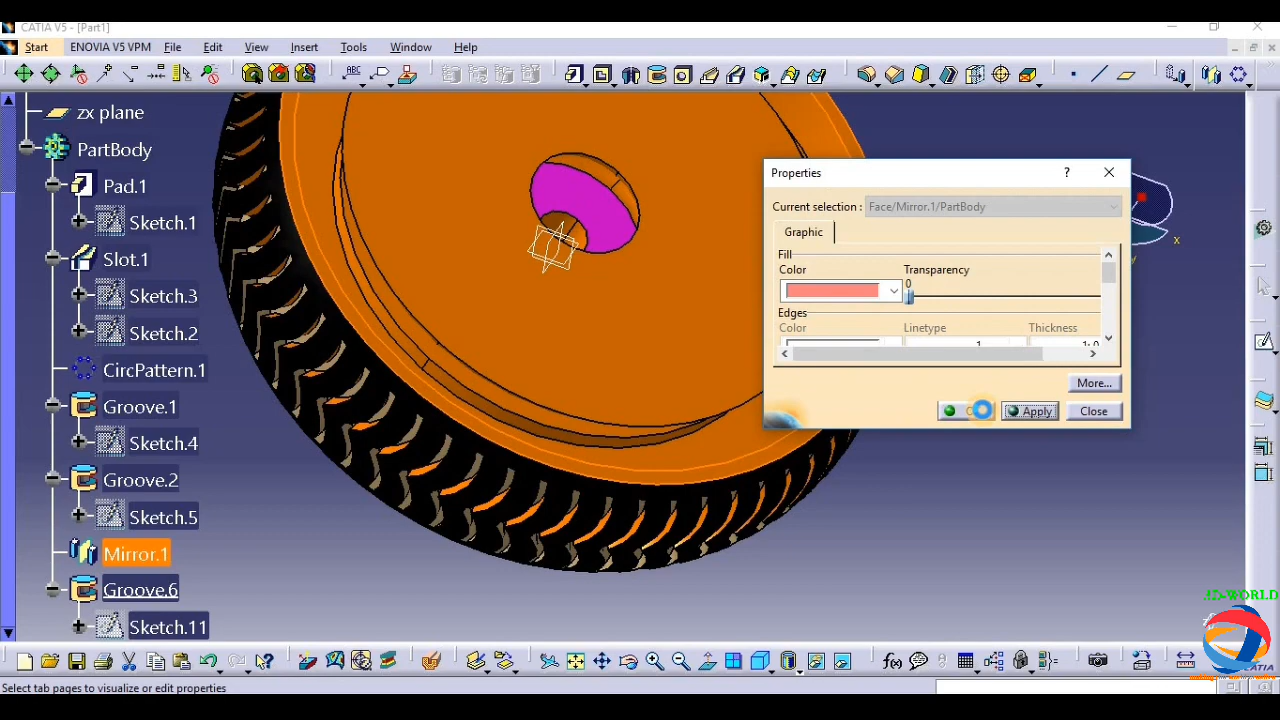 CATIA V5 - [Part1]
Start ENOVIA V5 VPM File Edit View Insert Tools Window Help
ABC
zx plane
PartBody
Pad.1
Sketch.1
Slot.1
Sketch.3
Sketch.2
CircPattern.1
Groove.1
Sketch.4
Groove.2
Sketch.5
Mirror.1
Groove.6
Sketch.11
Properties ?
Current selection : Face/Mirror.1/PartBody
Graphic
Fill
Color Transparency
0
Edges
Color Linetype Thickness
1
More...
Apply Close
x
y
3D-WORLD
CATIA
f(x)
Select tab pages to visualize or edit properties